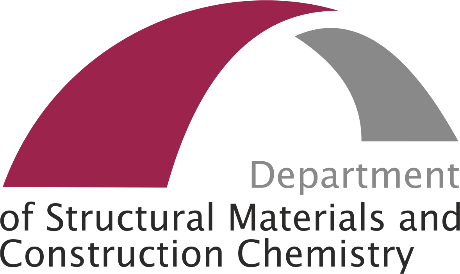 Department
of Structural Materials and
Construction Chemistry